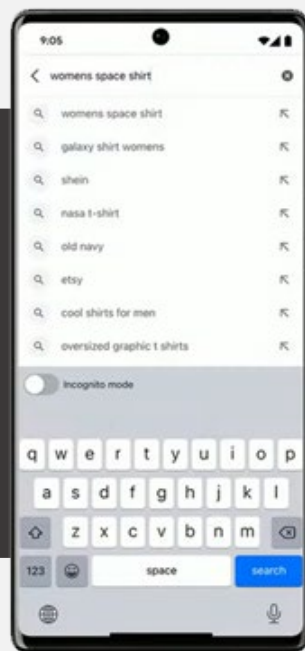 9:05
womens space shirt
womens space shirt
galaxy shirt womens
shein
nasa t-shirt
old navy
etsy
cool shirts for men
oversized graphic t shirts
Incognito mode
q w e r t y u i o p
a s d f g h j k l
z x c v b n m
123 space search